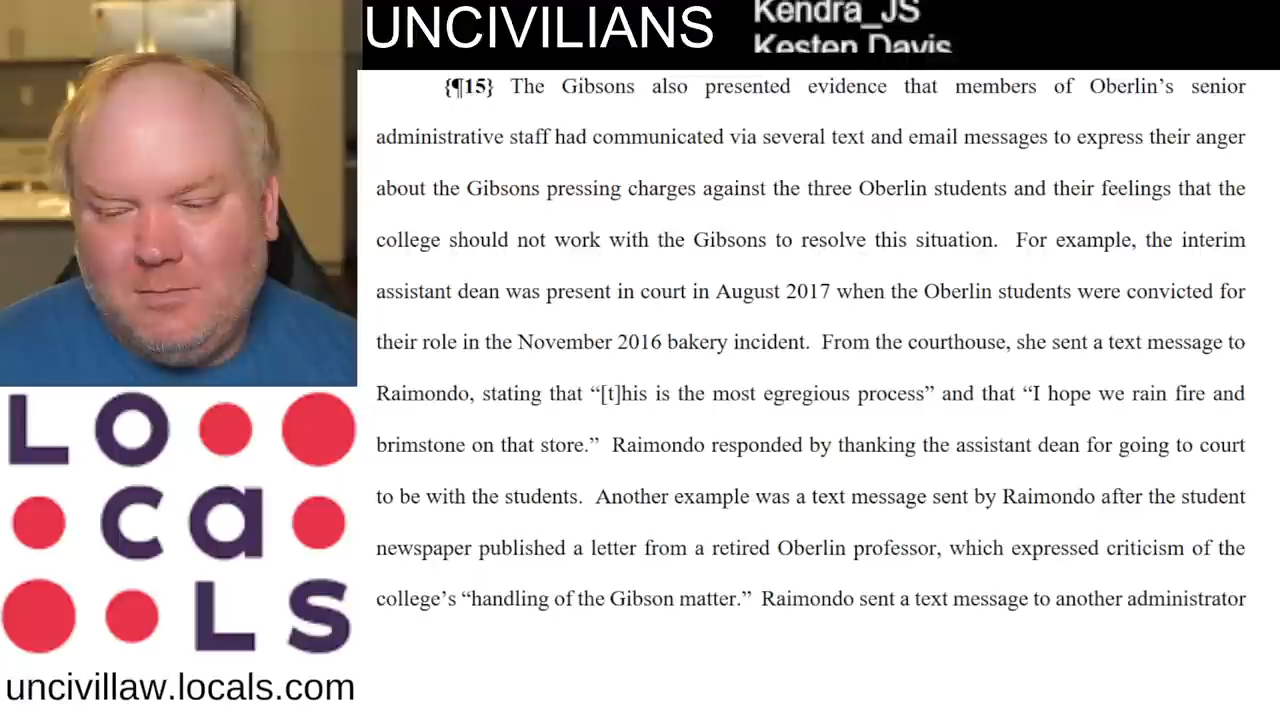 UNCIVILIANS
Kendra_JS
Kesten Davis
{¶15} The Gibsons also presented evidence that members of Oberlin’s senior
administrative staff had communicated via several text and email messages to express their anger
about the Gibsons pressing charges against the three Oberlin students and their feelings that the
college should not work with the Gibsons to resolve this situation. For example, the interim
assistant dean was present in court in August 2017 when the Oberlin students were convicted for
their role in the November 2016 bakery incident. From the courthouse, she sent a text message to
Raimondo, stating that “[t]his is the most egregious process” and that “I hope we rain fire and
brimstone on that store.” Raimondo responded by thanking the assistant dean for going to court
to be with the students. Another example was a text message sent by Raimondo after the student
newspaper published a letter from a retired Oberlin professor, which expressed criticism of the
college’s “handling of the Gibson matter.” Raimondo sent a text message to another administrator
LO
ca
LS
uncivillaw.locals.com